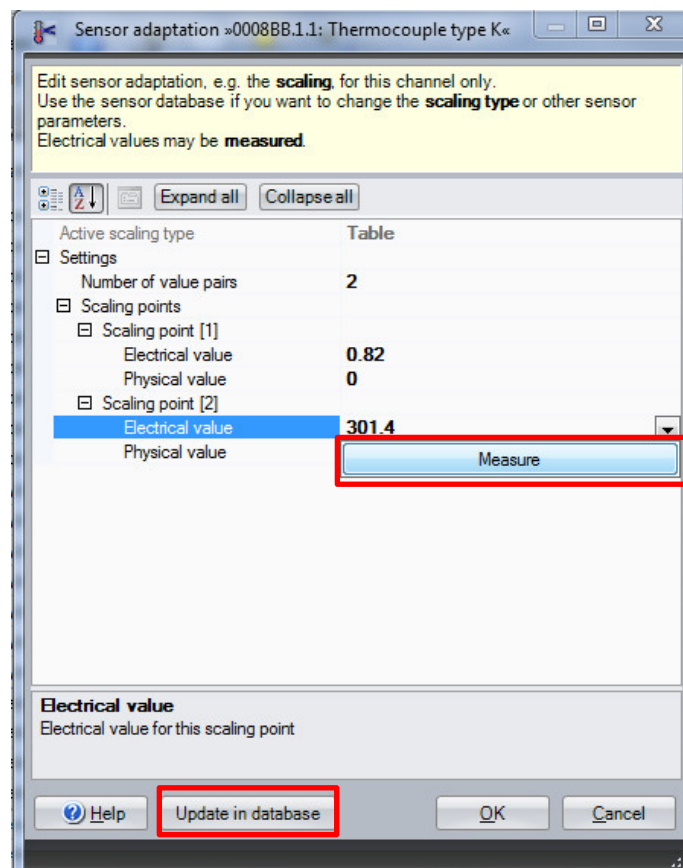 Sensor adaptation »0008BB.1.1: Thermocouple type K«
Edit sensor adaptation, e.g. the scaling, for this channel only.
Use the sensor database if you want to change the scaling type or other sensor
parameters.
Electrical values may be measured.
Expand all Collapse all
Active scaling type Table
Settings
Number of value pairs 2
Scaling points
Scaling point [1]
Electrical value 0.82
Physical value 0
Scaling point [2]
Electrical value 301.4
Physical value Measure
Electrical value
Electrical value for this scaling point
Help Update in database OK Cancel